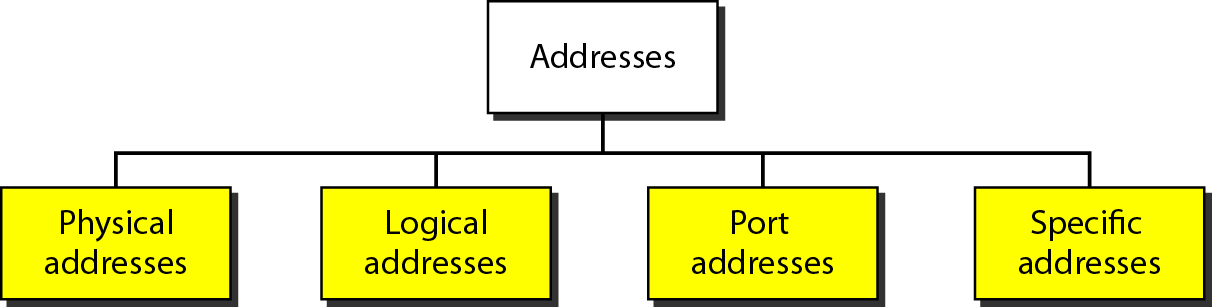 Addresses
Physical
addresses
Logical
addresses
Port
addresses
Specific
addresses